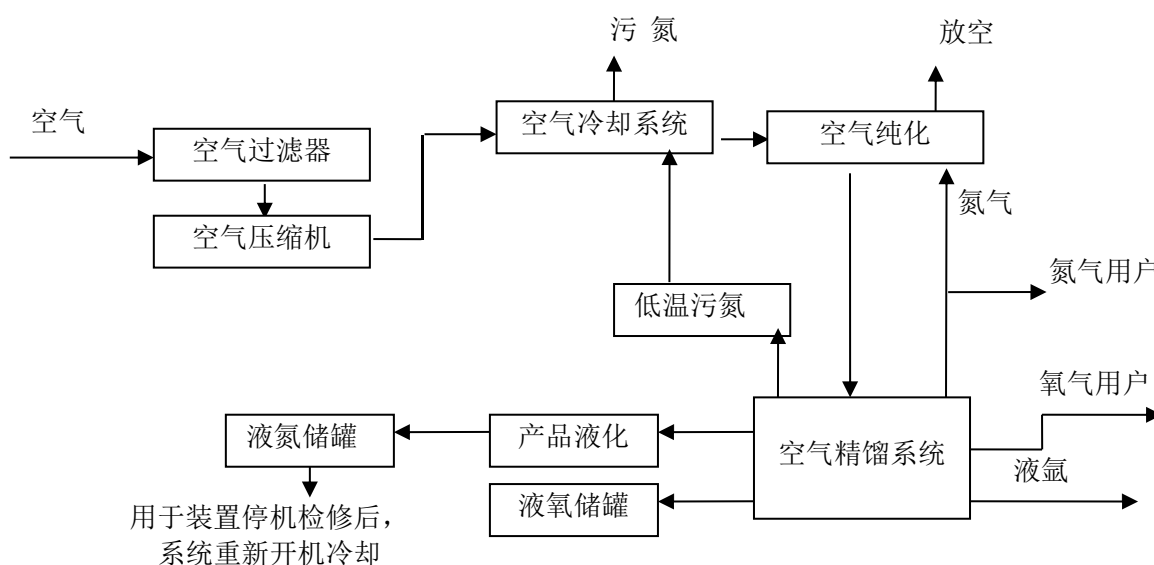 污 氮
放空
空气
空气过滤器
空气冷却系统
空气纯化
空气压缩机
氮气
氮气用户
低温污氮
氧气用户
液氮储罐
产品液化
空气精馏系统
液氩
液氧储罐
用于装置停机检修后，
系统重新开机冷却